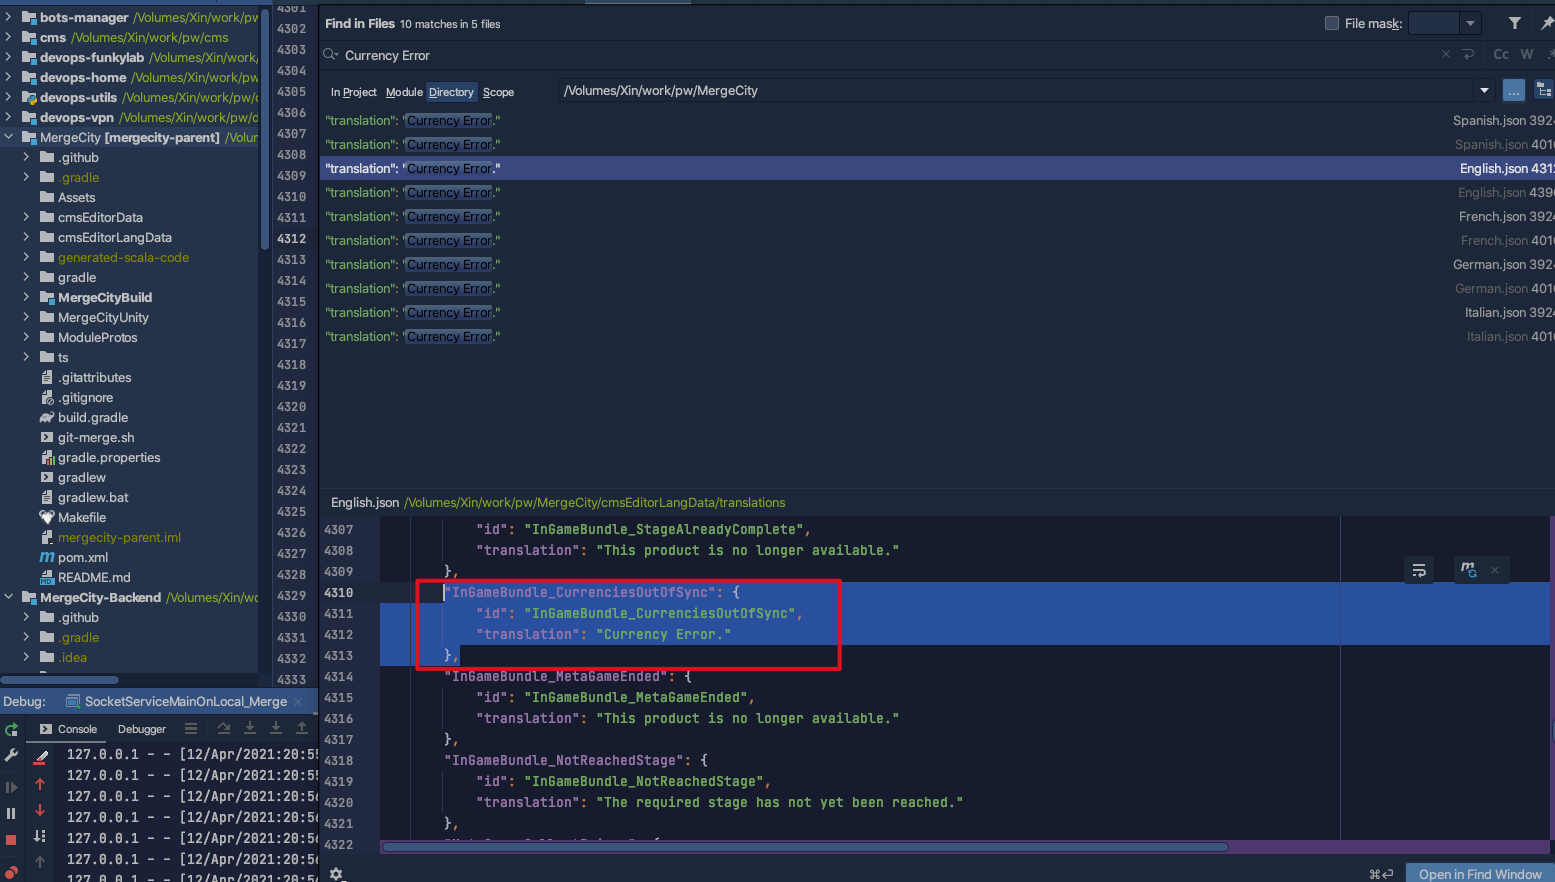 bots-manager /Volumes/Xin/work/pw
cms /Volumes/Xin/work/pw/cms
devops-funkylab /Volumes/Xin/work/
devops-home /Volumes/Xin/work/pw
devops-utils /Volumes/Xin/work/pw/
devops-vpn /Volumes/Xin/work/pw/d
MergeCity [mergecity-parent] /Volum
.github
.gradle
Assets
cmsEditorData
cmsEditorLangData
generated-scala-code
gradle
MergeCityBuild
MergeCityUnity
ModuleProtos
ts
.gitattributes
.gitignore
build.gradle
git-merge.sh
gradle.properties
gradlew
gradlew.bat
Makefile
mergecity-parent.iml
pom.xml
README.md
MergeCity-Backend /Volumes/Xin/wo
.github
.gradle
.idea
4301
4302
4303
4304
4305
4306
4307
4308
4309
4310
4311
4312
4313
4314
4315
4316
4317
4318
4319
4320
4321
4322
4323
4324
4325
4326
4327
4328
4329
4330
4331
4332
4333
Find in Files 10 matches in 5 files
File mask:
Currency Error
Cc W
In Project Module Directory Scope
/Volumes/Xin/work/pw/MergeCity
...
"translation": "Currency Error." Spanish.json 392
"translation": "Currency Error." Spanish.json 401
"translation": "Currency Error." English.json 431
"translation": "Currency Error." English.json 439
"translation": "Currency Error." French.json 392
"translation": "Currency Error." French.json 401
"translation": "Currency Error." German.json 392
"translation": "Currency Error." German.json 401
"translation": "Currency Error." Italian.json 392
"translation": "Currency Error." Italian.json 401
English.json /Volumes/Xin/work/pw/MergeCity/cmsEditorLangData/translations
4307 "id": "InGameBundle_StageAlreadyComplete",
4308 "translation": "This product is no longer available."
4309 },
4310 "InGameBundle_CurrenciesOutOfSync": {
4311 "id": "InGameBundle_CurrenciesOutOfSync",
4312 "translation": "Currency Error."
4313 },
4314 "InGameBundle_MetaGameEnded": {
4315 "id": "InGameBundle_MetaGameEnded",
4316 "translation": "This product is no longer available."
4317 },
4318 "InGameBundle_NotReachedStage": {
4319 "id": "InGameBundle_NotReachedStage",
4320 "translation": "The required stage has not yet been reached."
4321 },
4322
Debug: SocketServiceMainOnLocal_Merge
Console Debugger
127.0.0.1 - - [12/Apr/2021:20:55
127.0.0.1 - - [12/Apr/2021:20:55
127.0.0.1 - - [12/Apr/2021:20:56
127.0.0.1 - - [12/Apr/2021:20:56
127.0.0.1 - - [12/Apr/2021:20:56
127.0.0.1 - - [12/Apr/2021:20:56
127.0.0.1 - - [12/Apr/2021:20:56
⌘↩ Open in Find Window